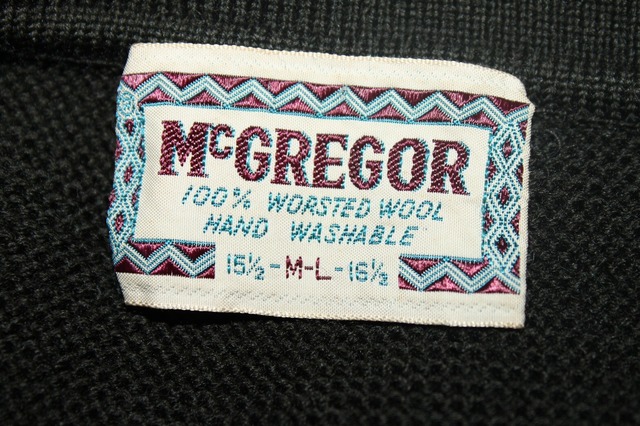 McGREGOR
100% WORSTED WOOL
HAND WASHABLE
15½-M-L-16½